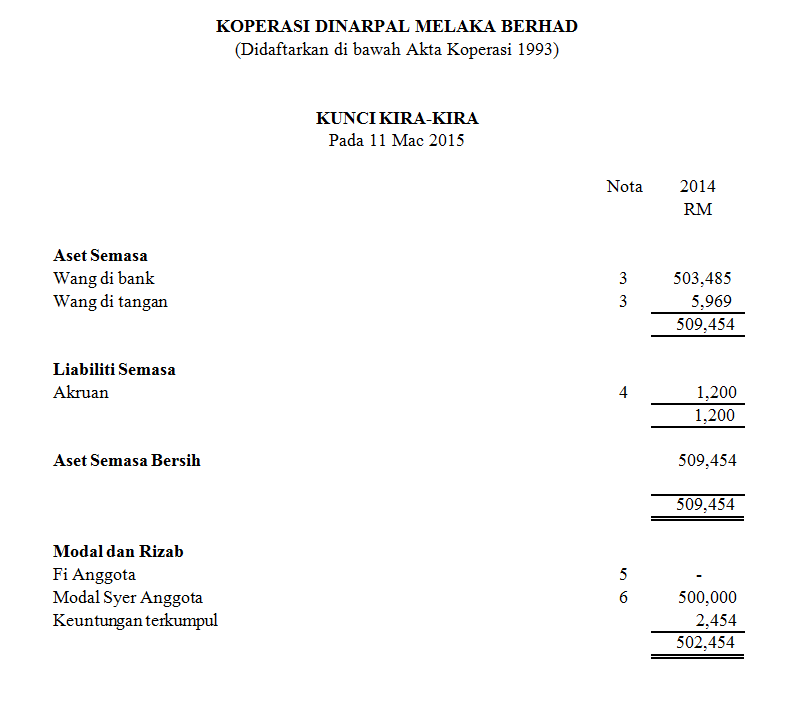 KOPERASI DINARPAL MELAKA BERHAD
(Didaftarkan di bawah Akta Koperasi 1993)
KUNCI KIRA-KIRA
Pada 11 Mac 2015
Nota 2014
RM
Aset Semasa
Wang di bank 3 503,485
Wang di tangan 3 5,969
509,454
Liabiliti Semasa
Akruan 4 1,200
1,200
Aset Semasa Bersih 509,454
509,454
Modal dan Rizab
Fi Anggota 5 -
Modal Syer Anggota 6 500,000
Keuntungan terkumpul 2,454
502,454